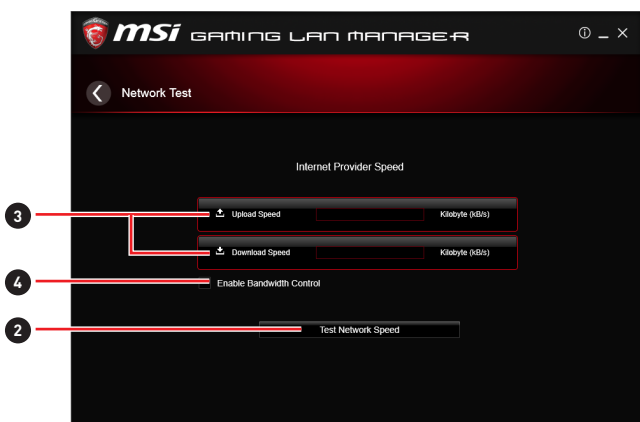 msi GAMING LAN MANAGER
Network Test
Internet Provider Speed
3
Upload Speed
Kilobyte (kB/s)
Download Speed
Kilobyte (kB/s)
4
Enable Bandwidth Control
2
Test Network Speed